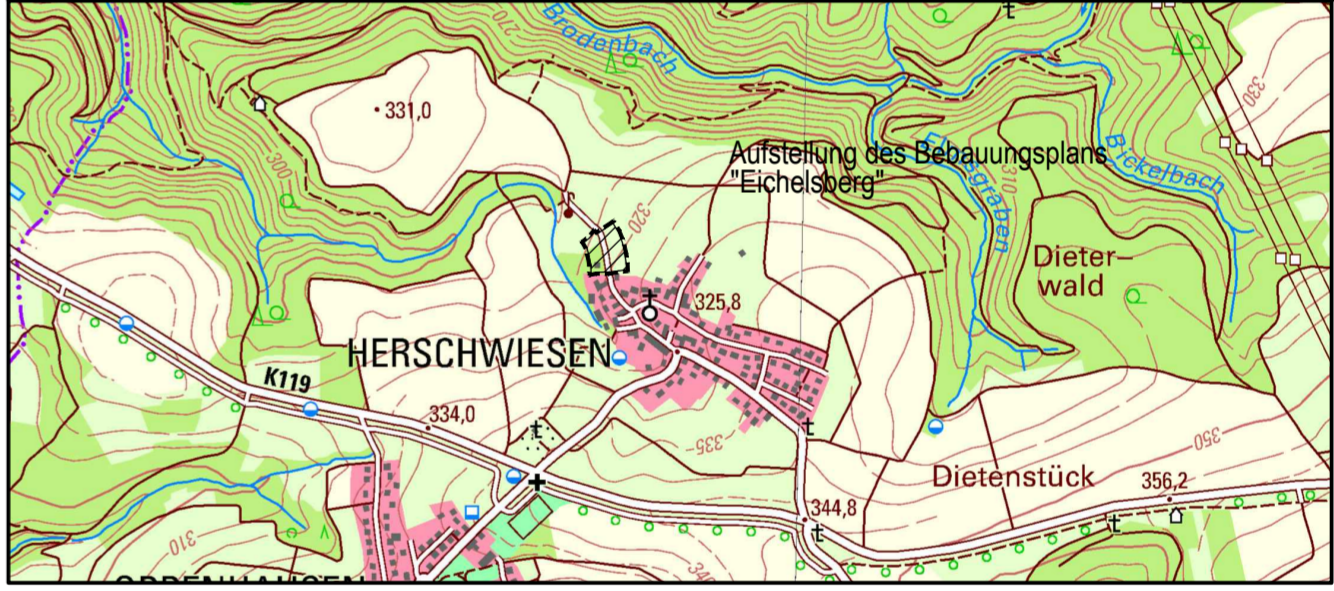 Brodenbach
270
331,0
330
300
Aufstellung des Bebauungsplans
"Eichelsberg"
310
Bickelbach
320
Dieter-
wald
325,8
HERSCHWIESEN
K119
334,0
335
350
Dietenstück
356,2
344,8
310
340
OPPENHAUSEN